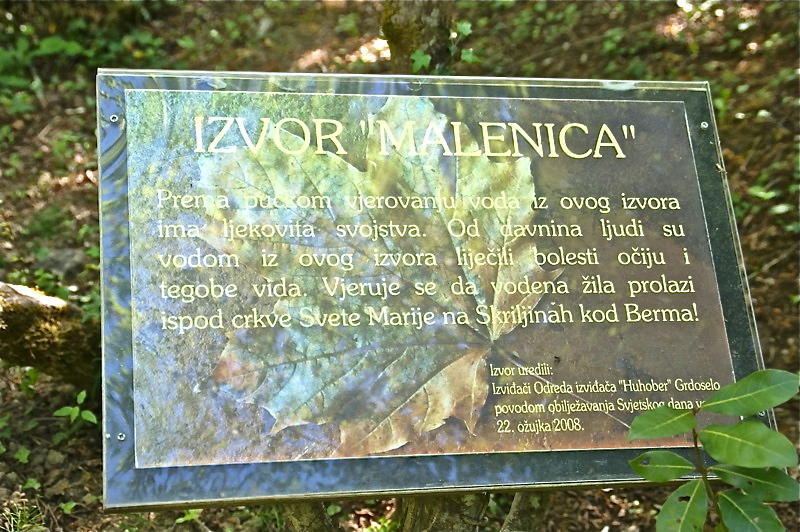 IZVOR "MALENICA"
Prema pučkom vjerovanju voda iz ovog izvora
ima ljekovita svojstva. Od davnina ljudi su
vodom iz ovog izvora liječili bolesti očiju i
tegobe vida. Vjeruje se da vodena žila prolazi
ispod crkve Svete Marije na Škriljinah kod Berma!
Izvor uredili:
Izviđači Odreda izviđača "Huhober" Grdoselo
povodom obilježavanja Svjetskog dana
22. ožujka 2008.